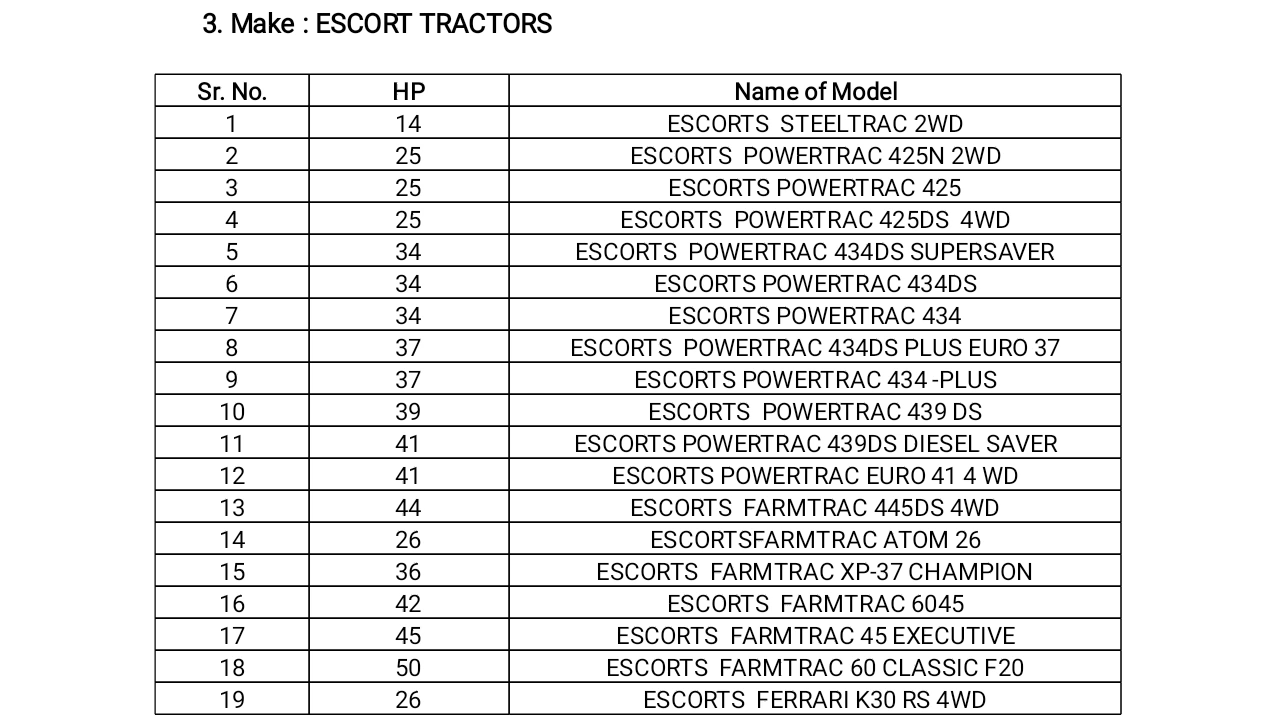 3. Make : ESCORT TRACTORS
Sr. No. HP Name of Model
1 14 ESCORTS STEELTRAC 2WD
2 25 ESCORTS POWERTRAC 425N 2WD
3 25 ESCORTS POWERTRAC 425
4 25 ESCORTS POWERTRAC 425DS 4WD
5 34 ESCORTS POWERTRAC 434DS SUPERSAVER
6 34 ESCORTS POWERTRAC 434DS
7 34 ESCORTS POWERTRAC 434
8 37 ESCORTS POWERTRAC 434DS PLUS EURO 37
9 37 ESCORTS POWERTRAC 434 -PLUS
10 39 ESCORTS POWERTRAC 439 DS
11 41 ESCORTS POWERTRAC 439DS DIESEL SAVER
12 41 ESCORTS POWERTRAC EURO 41 4 WD
13 44 ESCORTS FARMTRAC 445DS 4WD
14 26 ESCORTSFARMTRAC ATOM 26
15 36 ESCORTS FARMTRAC XP-37 CHAMPION
16 42 ESCORTS FARMTRAC 6045
17 45 ESCORTS FARMTRAC 45 EXECUTIVE
18 50 ESCORTS FARMTRAC 60 CLASSIC F20
19 26 ESCORTS FERRARI K30 RS 4WD